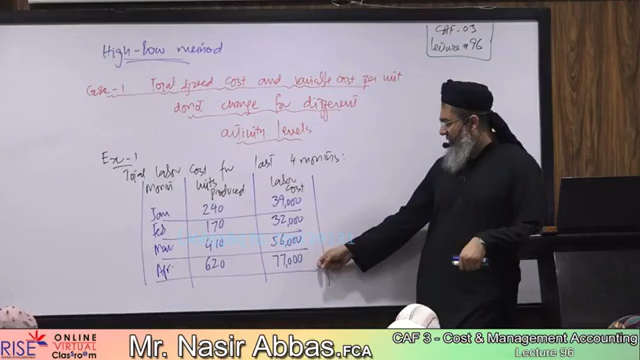 CAF-03
lecture # 96
High-low method
Case-1 Total fixed cost and variable cost per unit
don't change for different
activity levels
Ex-1
Total labor cost for last 4 months:
Month units produced Labor cost
Jan 240 39,000
Feb 170 32,000
Mar 410 56,000
Apr 620 77,000
RISE ONLINE VIRTUAL Classroom
Mr. Nasir Abbas.FCA
CAF 3 - Cost & Management Accounting
Lecture 96